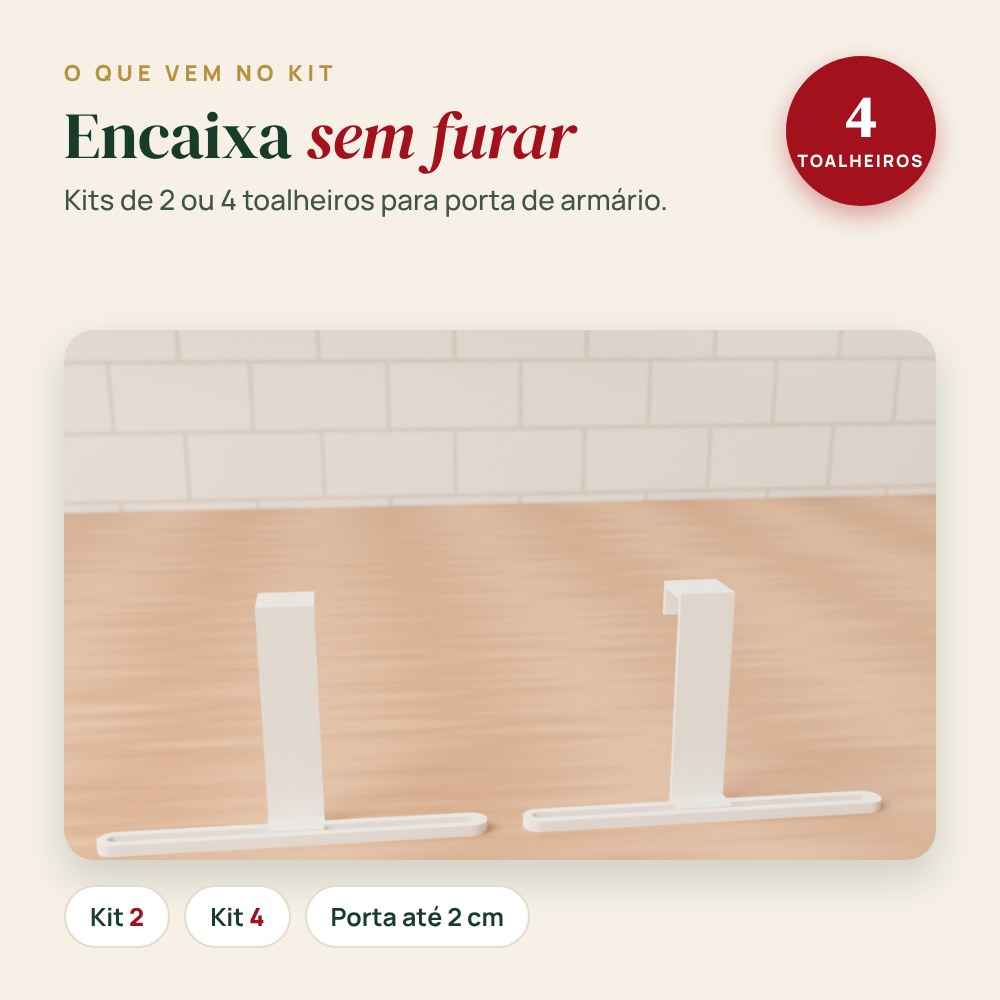 O QUE VEM NO KIT
Encaixa sem furar
Kits de 2 ou 4 toalheiros para porta de armário.
4
TOALHEIROS
Kit 2
Kit 4
Porta até 2 cm